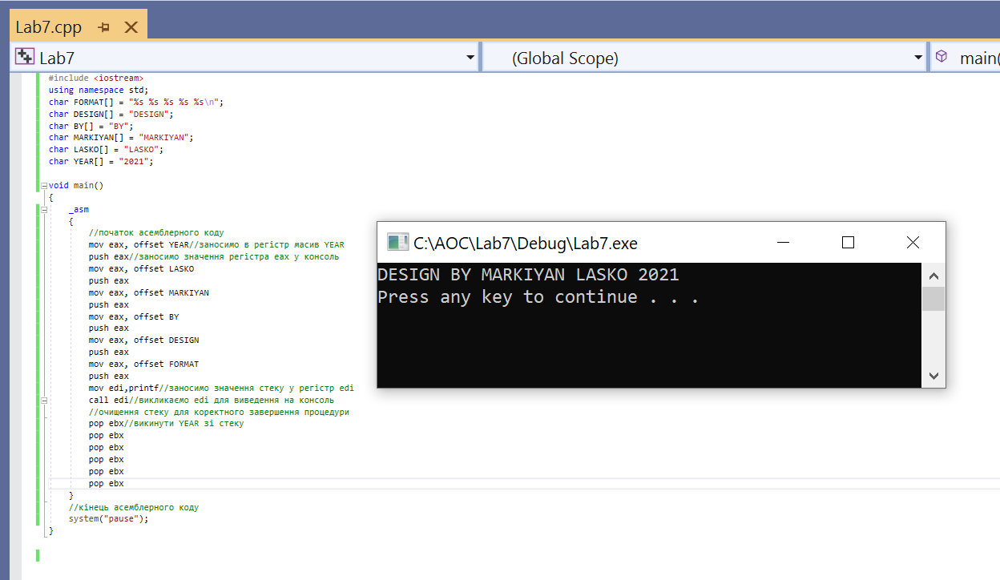 Lab7.cpp
Lab7 (Global Scope) main(
#include <iostream>
using namespace std;
char FORMAT[] = "%s %s %s %s %s\n";
char DESIGN[] = "DESIGN";
char BY[] = "BY";
char MARKIYAN[] = "MARKIYAN";
char LASKO[] = "LASKO";
char YEAR[] = "2021";
void main()
{
_asm
{
//початок асемблерного коду
mov eax, offset YEAR//заносимо в регістр масив YEAR
push eax//заносимо значення регістра eax у консоль
mov eax, offset LASKO
push eax
mov eax, offset MARKIYAN
push eax
mov eax, offset BY
push eax
mov eax, offset DESIGN
push eax
mov eax, offset FORMAT
push eax
mov edi,printf//заносимо значення стеку у регістр edi
call edi//викликаємо edi для виведення на консоль
//очищення стеку для коректного завершення процедури
pop ebx//викинути YEAR зі стеку
pop ebx
pop ebx
pop ebx
pop ebx
pop ebx
}
//кінець асемблерного коду
system("pause");
}
C:\AOC\Lab7\Debug\Lab7.exe
DESIGN BY MARKIYAN LASKO 2021
Press any key to continue . . .